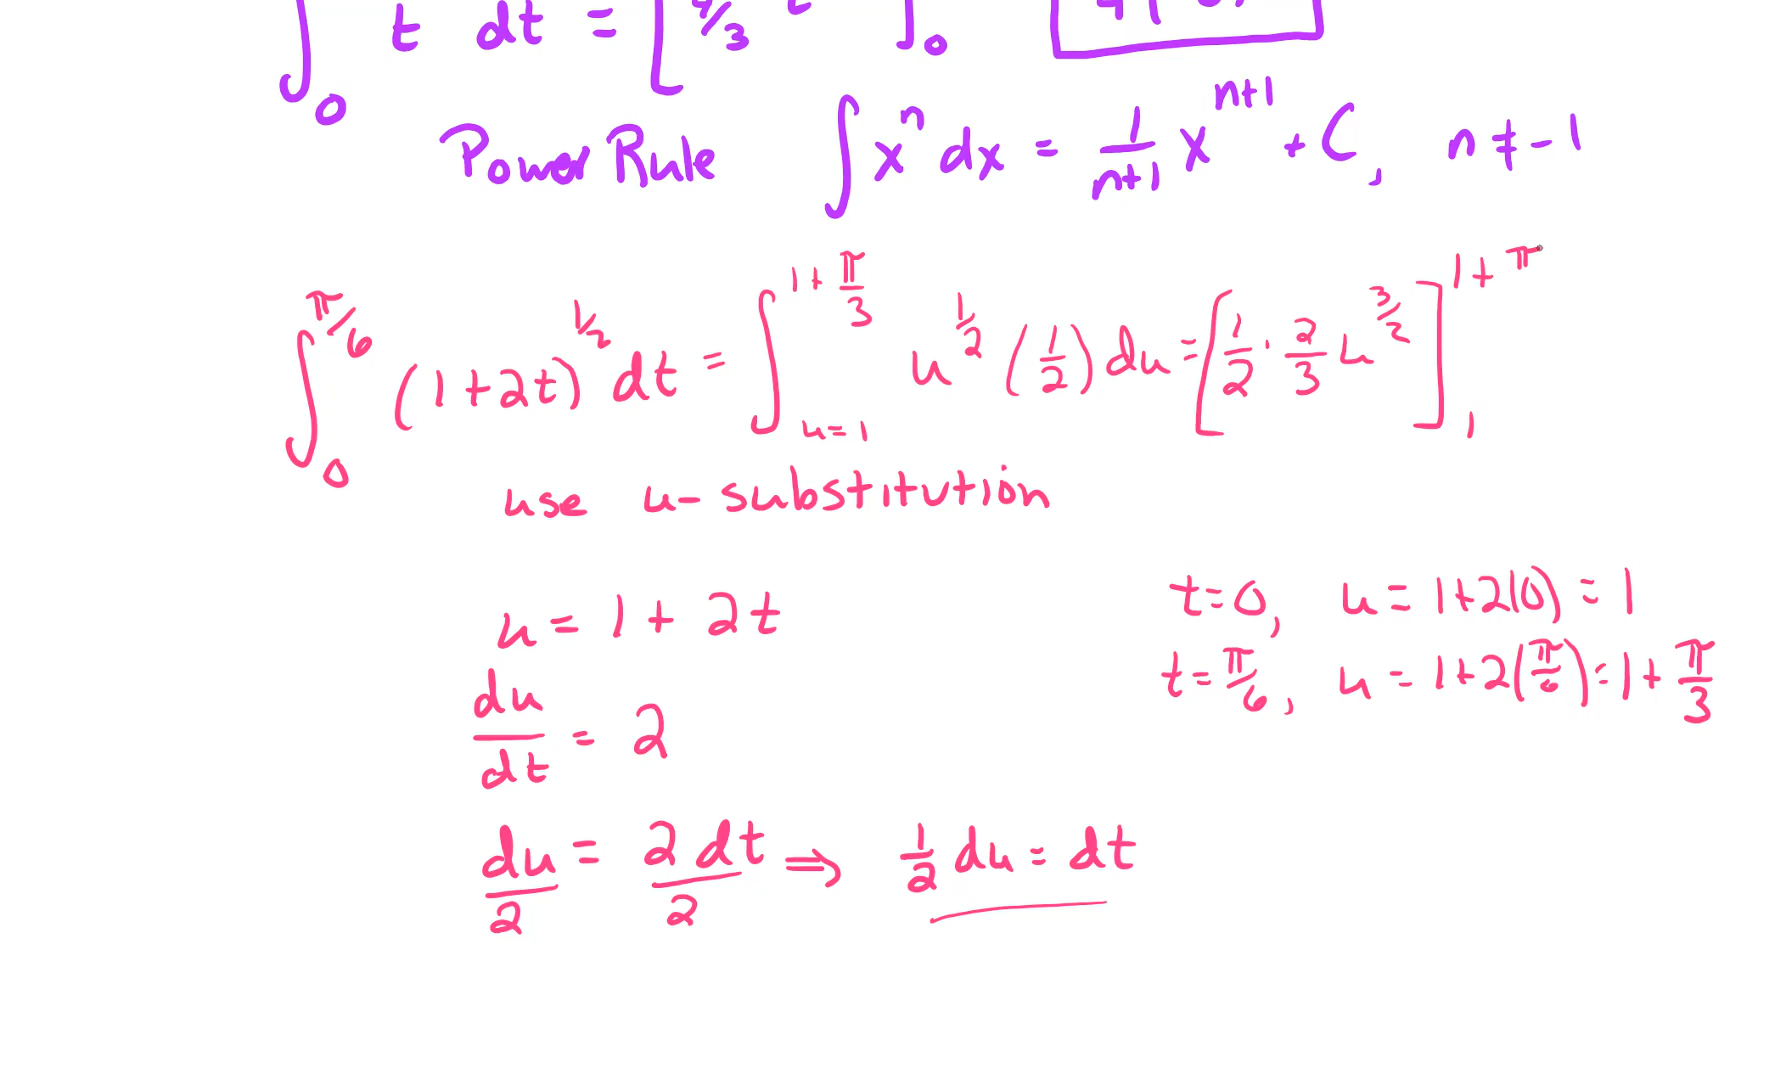 ∫₀ t dt = [ /3 ]₀
Power Rule ∫ xⁿ dx = 1/(n+1) x^(n+1) + C, n ≠ -1
∫₀^(π/6) (1+2t)^(1/2) dt = ∫_(u=1)^(1+π/3) u^(1/2) (1/2) du = [1/2 · 2/3 u^(3/2)]₁^(1+π
use u-substitution
u = 1 + 2t
t=0, u = 1+2(0) = 1
t=π/6, u = 1+2(π/6) = 1+π/3
du/dt = 2
du/2 = 2dt/2 ⇒ 1/2 du = dt